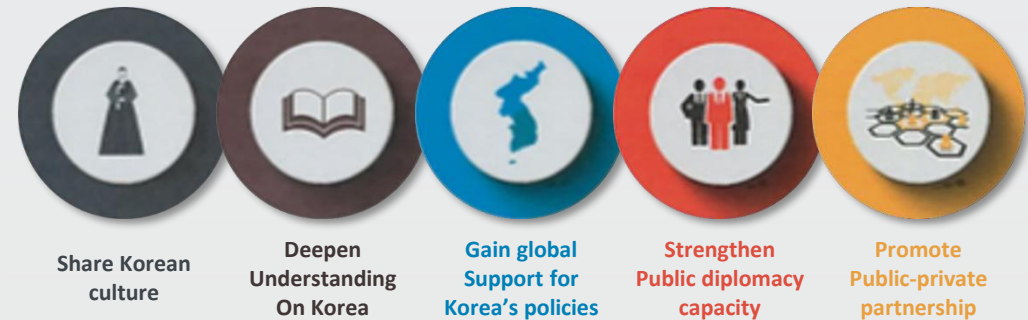 Share Korean
culture
Deepen
Understanding
On Korea
Gain global
Support for
Korea's policies
Strengthen
Public diplomacy
capacity
Promote
Public-private
partnership